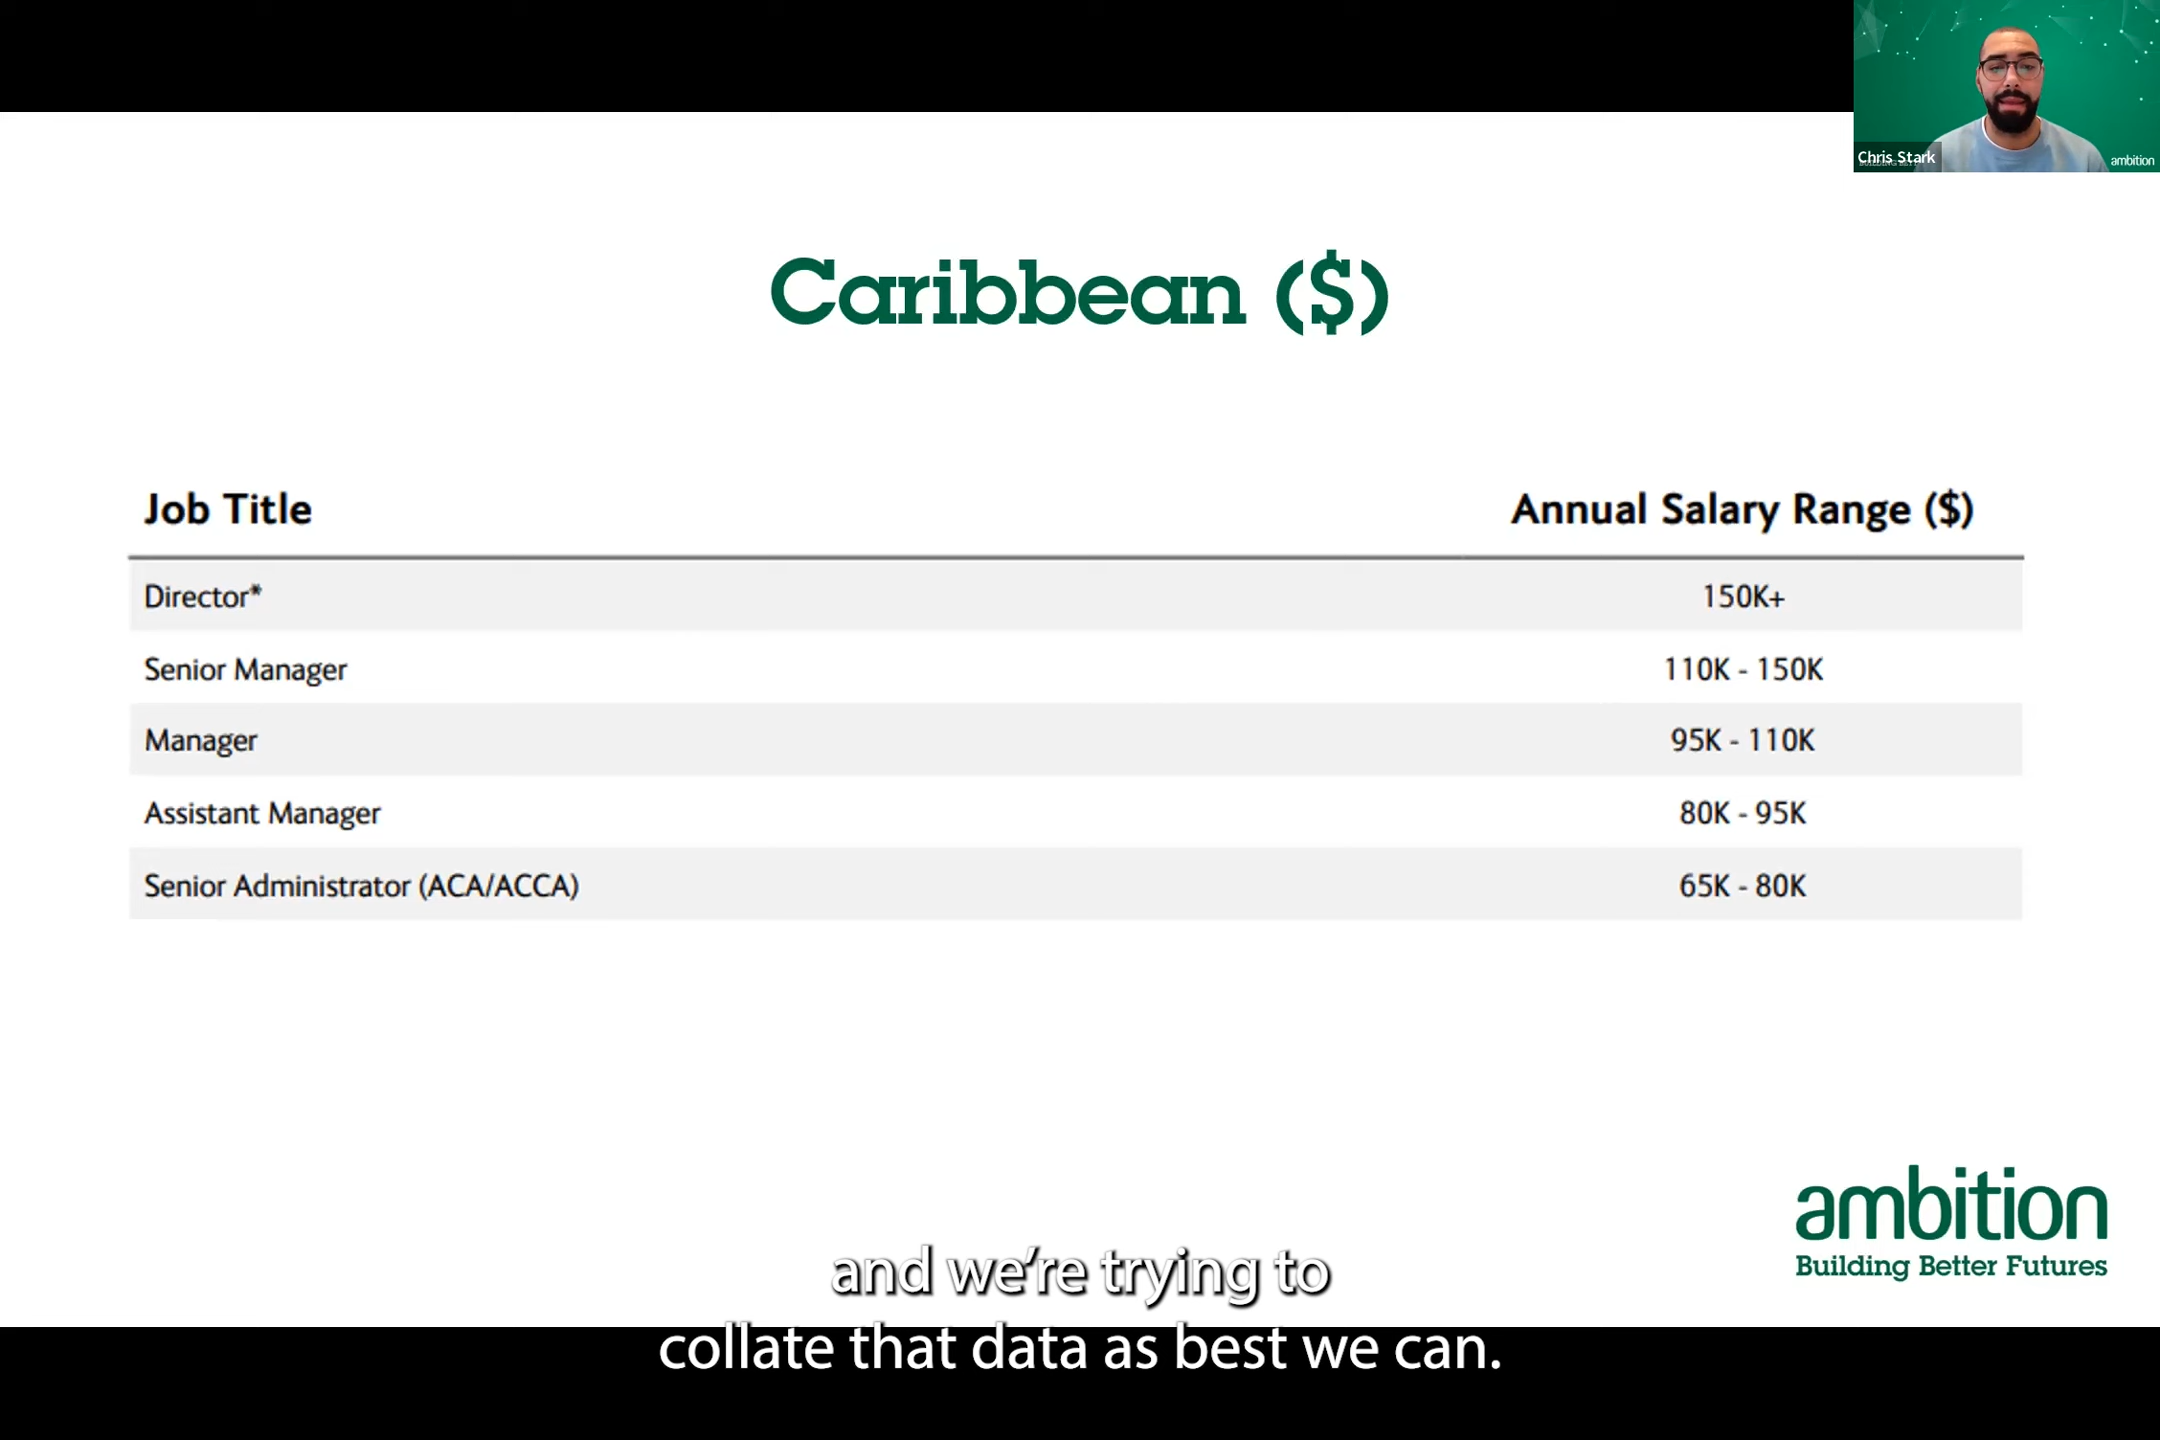 Chris Stark
ambition
Caribbean ($)
Job Title Annual Salary Range ($)
Director* 150K+
Senior Manager 110K - 150K
Manager 95K - 110K
Assistant Manager 80K - 95K
Senior Administrator (ACA/ACCA) 65K - 80K
ambition
Building Better Futures
and we're trying to
collate that data as best we can.